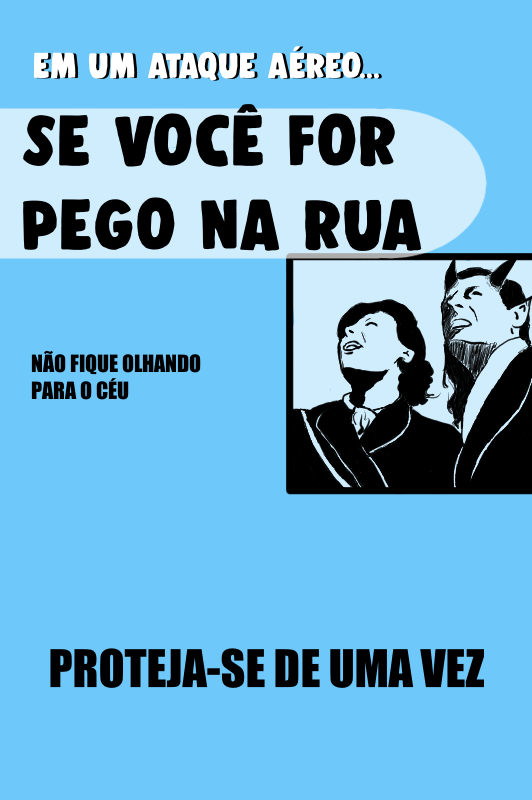 EM UM ATAQUE AÉREO...
SE VOCÊ FOR
PEGO NA RUA
NÃO FIQUE OLHANDO
PARA O CÉU
PROTEJA-SE DE UMA VEZ